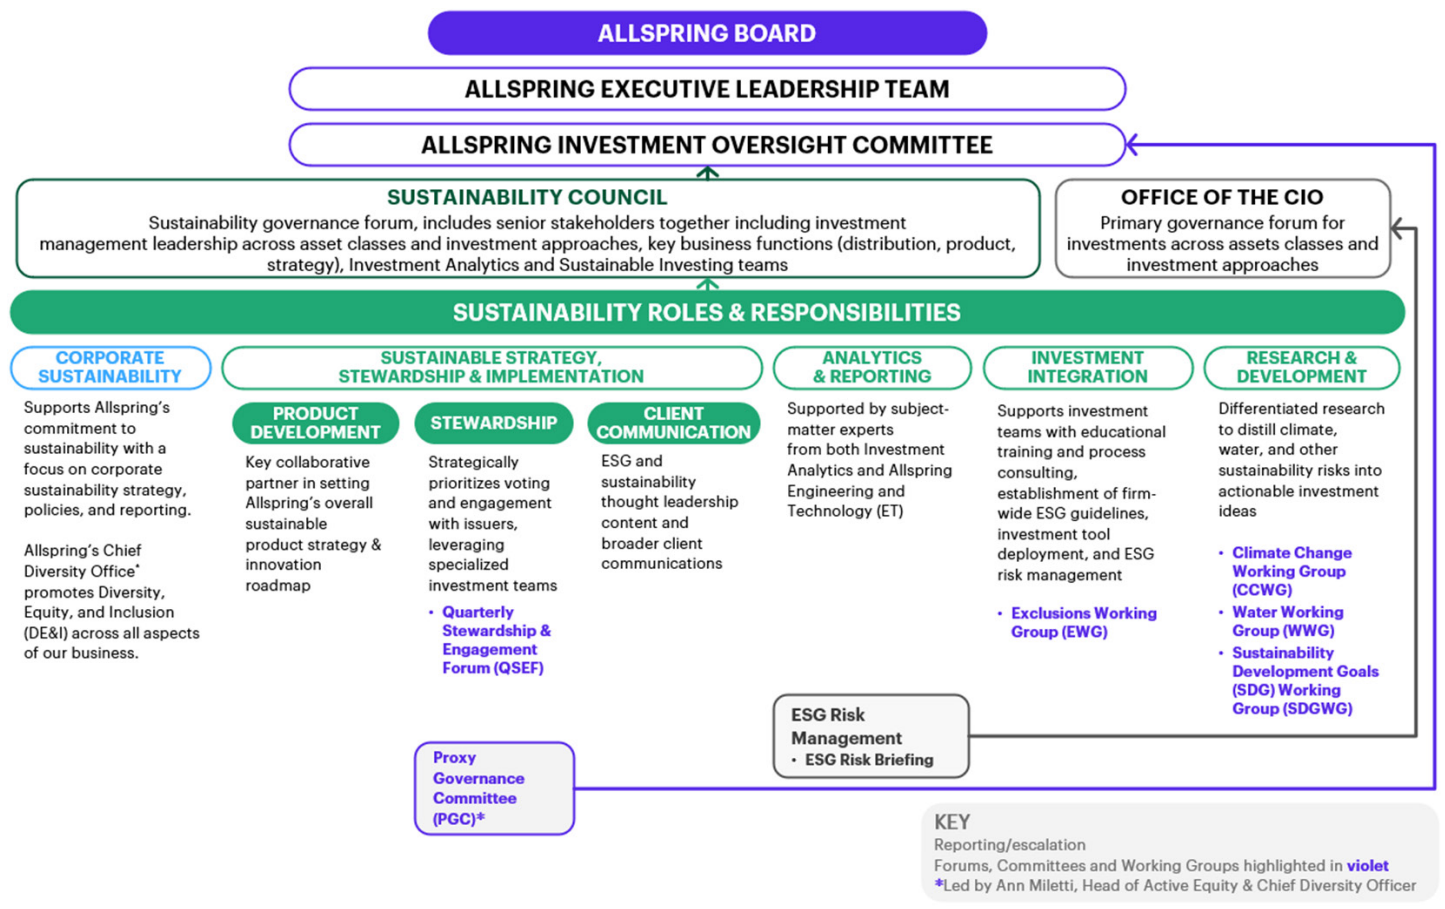 ALLSPRING BOARD
ALLSPRING EXECUTIVE LEADERSHIP TEAM
ALLSPRING INVESTMENT OVERSIGHT COMMITTEE
SUSTAINABILITY COUNCIL
Sustainability governance forum, includes senior stakeholders together including investment
management leadership across asset classes and investment approaches, key business functions (distribution, product,
strategy), Investment Analytics and Sustainable Investing teams
OFFICE OF THE CIO
Primary governance forum for
investments across assets classes and
investment approaches
SUSTAINABILITY ROLES & RESPONSIBILITIES
CORPORATE
SUSTAINABILITY
Supports Allspring's
commitment to
sustainability with a
focus on corporate
sustainability strategy,
policies, and reporting.
Allspring's Chief
Diversity Office*
promotes Diversity,
Equity, and Inclusion
(DE&I) across all aspects
of our business.
SUSTAINABLE STRATEGY,
STEWARDSHIP & IMPLEMENTATION
PRODUCT
DEVELOPMENT
Key collaborative
partner in setting
Allspring's overall
sustainable
product strategy &
innovation
roadmap
STEWARDSHIP
Strategically
prioritizes voting
and engagement
with issuers,
leveraging
specialized
investment teams
• Quarterly
Stewardship &
Engagement
Forum (QSEF)
CLIENT
COMMUNICATION
ESG and
sustainability
thought leadership
content and
broader client
communications
ANALYTICS
& REPORTING
Supported by subject-
matter experts
from both Investment
Analytics and Allspring
Engineering and
Technology (ET)
INVESTMENT
INTEGRATION
Supports investment
teams with educational
training and process
consulting,
establishment of firm-
wide ESG guidelines,
investment tool
deployment, and ESG
risk management
• Exclusions Working
Group (EWG)
RESEARCH &
DEVELOPMENT
Differentiated research
to distill climate,
water, and other
sustainability risks into
actionable investment
ideas
• Climate Change
Working Group
(CCWG)
• Water Working
Group (WWG)
• Sustainability
Development Goals
(SDG) Working
Group (SDGWG)
ESG Risk
Management
• ESG Risk Briefing
Proxy
Governance
Committee
(PGC)*
KEY
Reporting/escalation
Forums, Committees and Working Groups highlighted in violet
*Led by Ann Miletti, Head of Active Equity & Chief Diversity Officer